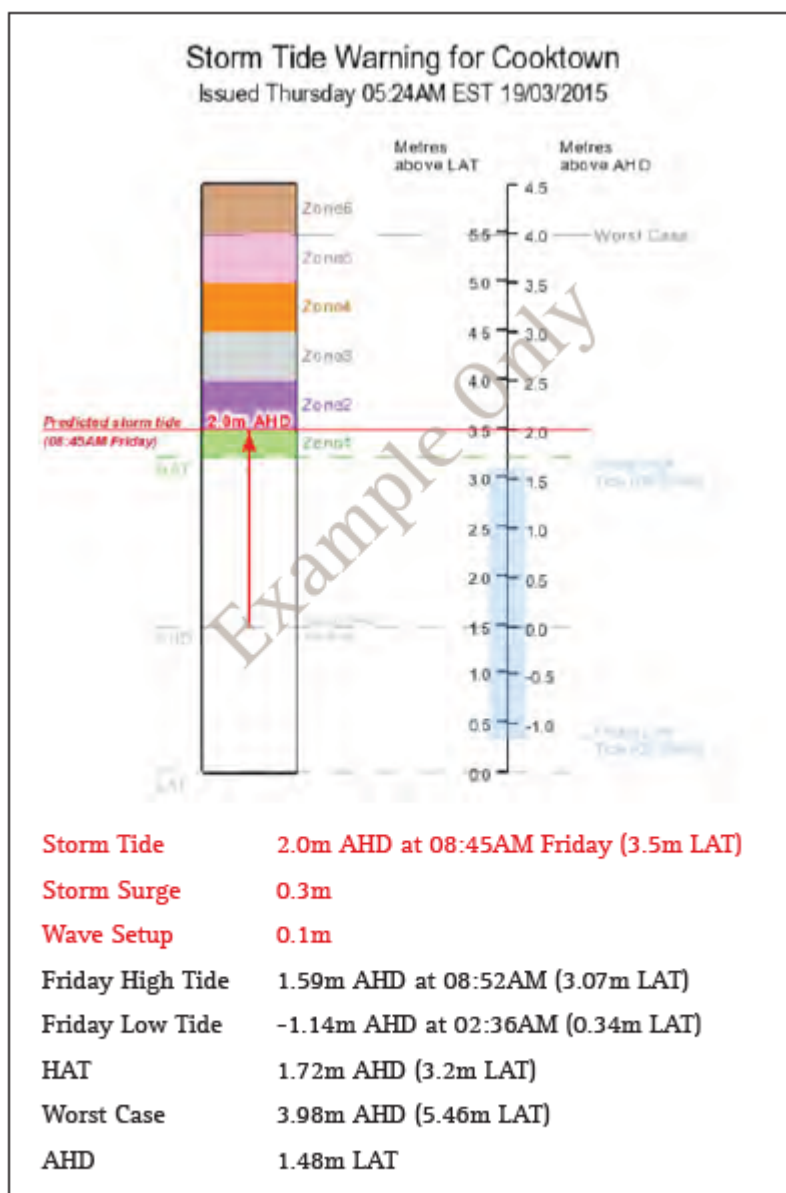 Storm Tide Warning for Cooktown
Issued Thursday 05:24AM EST 19/03/2015
Metres above LAT
Metres above AHD
4.5
Zone6
5.5 4.0 Worst Case
Zone5
5.0 3.5
Zone4
4.5 3.0
Zone3
4.0 2.5
Zone2
Predicted storm tide
(08:45AM Friday)
2.0m AHD
3.5 2.0
Zone1
HAT
3.0 1.5
2.5 1.0
2.0 0.5
AHD
1.5 0.0
1.0 -0.5
0.5 -1.0
LAT
0.0
Example Only
Storm Tide 2.0m AHD at 08:45AM Friday (3.5m LAT)
Storm Surge 0.3m
Wave Setup 0.1m
Friday High Tide 1.59m AHD at 08:52AM (3.07m LAT)
Friday Low Tide -1.14m AHD at 02:36AM (0.34m LAT)
HAT 1.72m AHD (3.2m LAT)
Worst Case 3.98m AHD (5.46m LAT)
AHD 1.48m LAT